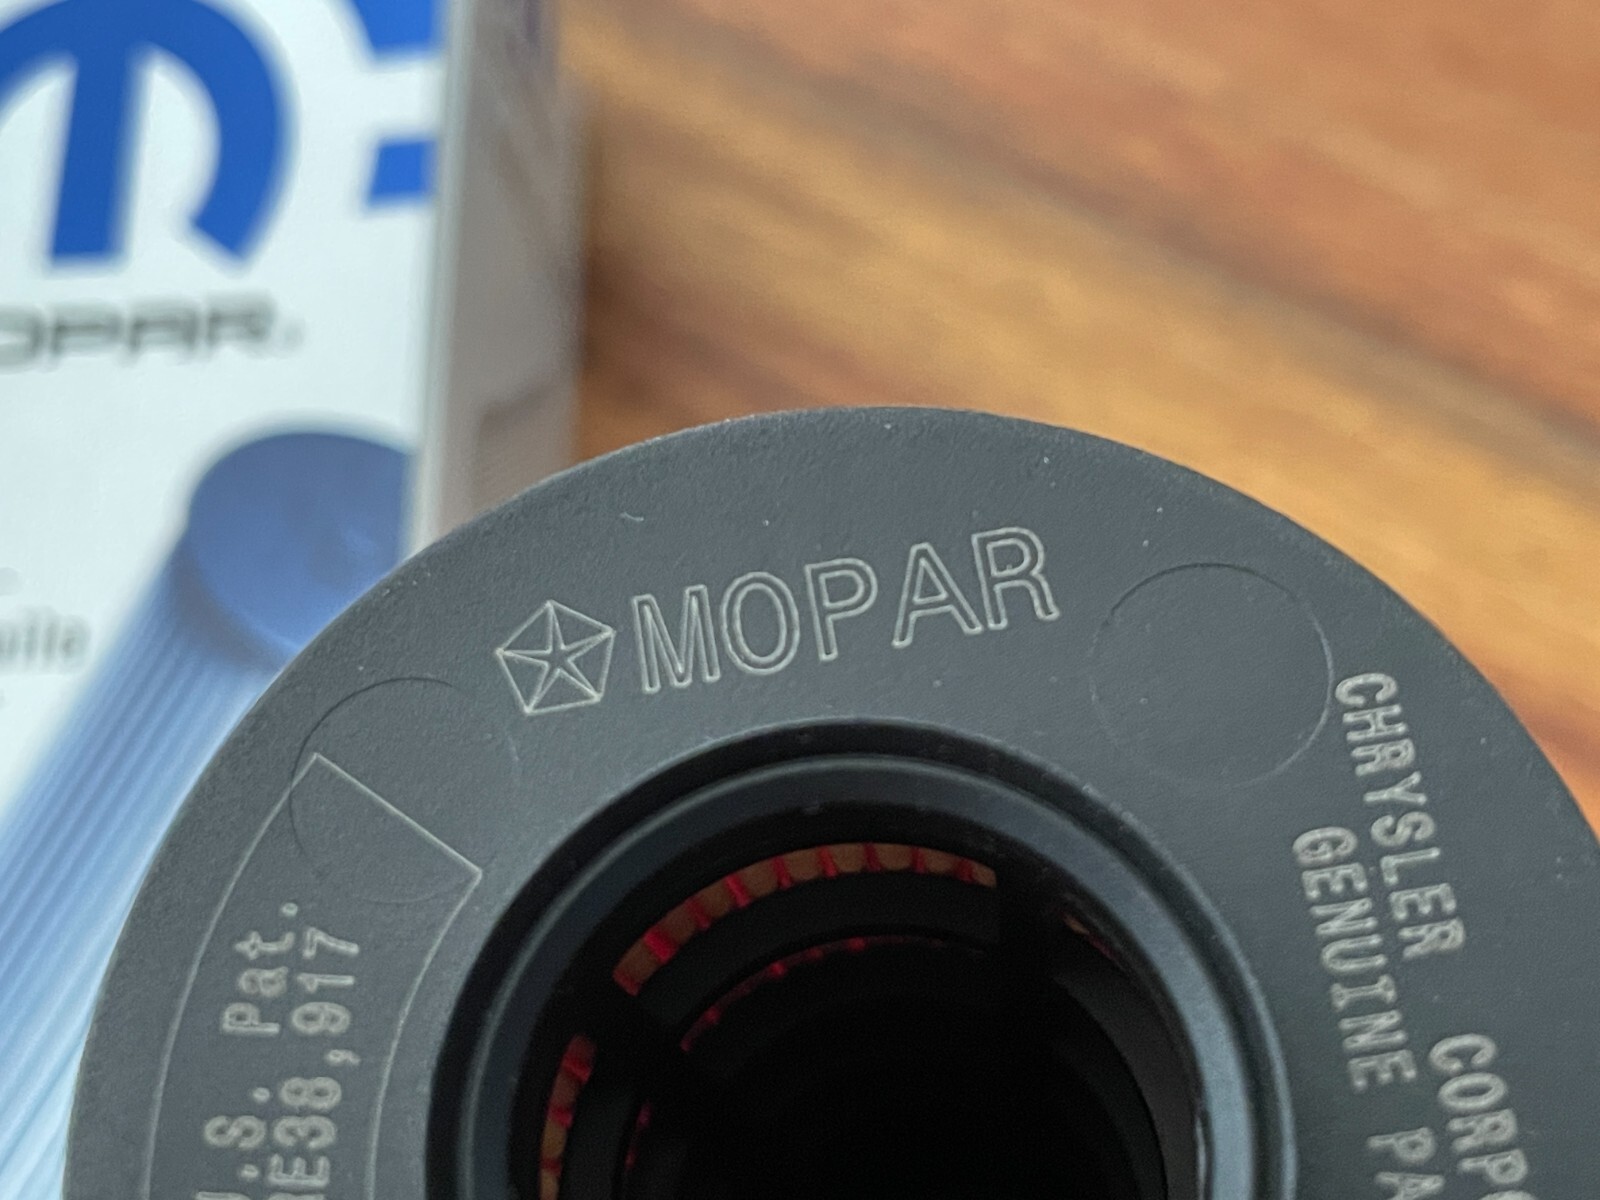 OPAR.
MOPAR
CHRYSLER CORP
GENUINE PA
U.S. Pat.
RE38,917